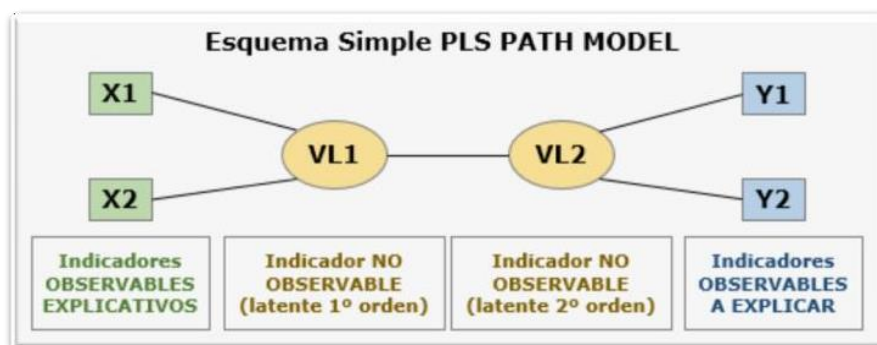 Esquema Simple PLS PATH MODEL
X1
Y1
VL1
VL2
X2
Y2
Indicadores
OBSERVABLES
EXPLICATIVOS
Indicador NO
OBSERVABLE
(latente 1º orden)
Indicador NO
OBSERVABLE
(latente 2º orden)
Indicadores
OBSERVABLES
A EXPLICAR